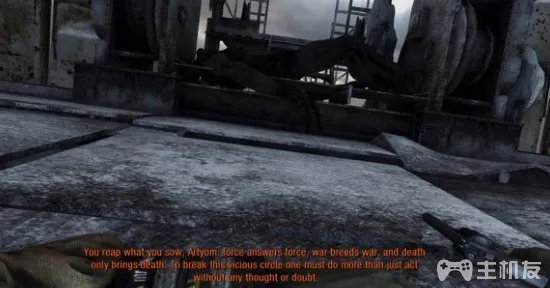 You reap what you sow, Artyom: force answers force, war breeds war, and death
only brings death. To break this vicious circle one must do more than just act
without any thought or doubt.
主机友